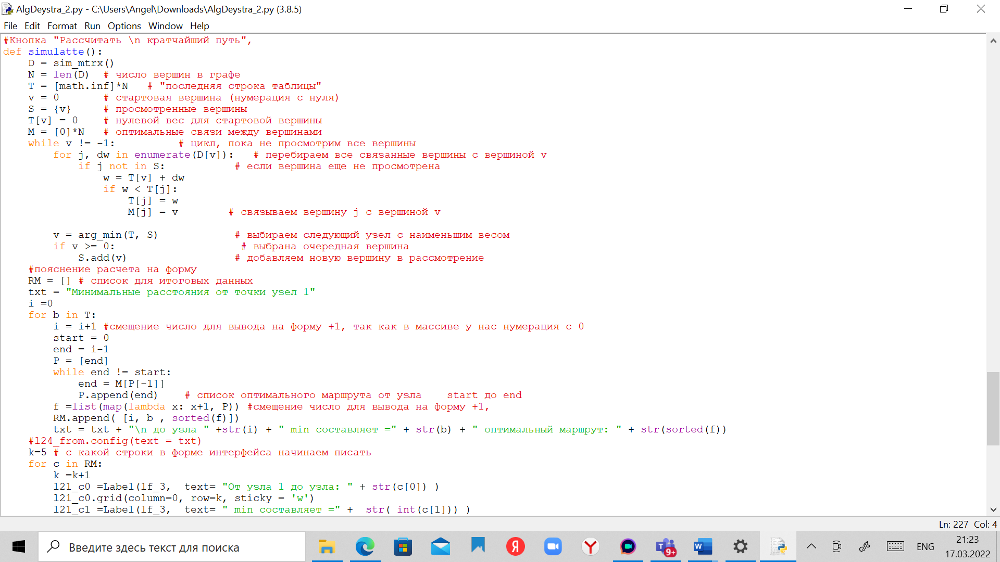 AlgDeystra_2.py - C:\Users\Angel\Downloads\AlgDeystra_2.py (3.8.5)
File Edit Format Run Options Window Help
#Кнопка "Рассчитать \n кратчайший путь",
def simulatte():
    D = sim_mtrx()
    N = len(D)  # число вершин в графе
    T = [math.inf]*N   # "последняя строка таблицы"
    v = 0       # стартовая вершина (нумерация с нуля)
    S = {v}     # просмотренные вершины
    T[v] = 0    # нулевой вес для стартовой вершины
    M = [0]*N   # оптимальные связи между вершинами
    while v != -1:          # цикл, пока не просмотрим все вершины
        for j, dw in enumerate(D[v]):   # перебираем все связанные вершины с вершиной v
            if j not in S:           # если вершина еще не просмотрена
                w = T[v] + dw
                if w < T[j]:
                    T[j] = w
                    M[j] = v        # связываем вершину j с вершиной v
        v = arg_min(T, S)            # выбираем следующий узел с наименьшим весом
        if v >= 0:                    # выбрана очередная вершина
            S.add(v)                 # добавляем новую вершину в рассмотрение
    #пояснение расчета на форму
    RM = [] # список для итоговых данных
    txt = "Минимальные расстояния от точки узел 1"
    i =0
    for b in T:
        i = i+1 #смещение число для вывода на форму +1, так как в массиве у нас нумерация с 0
        start = 0
        end = i-1
        P = [end]
        while end != start:
            end = M[P[-1]]
            P.append(end)    # список оптимального маршрута от узла    start до end
        f =list(map(lambda x: x+1, P)) #смещение число для вывода на форму +1,
        RM.append( [i, b , sorted(f)])
        txt = txt + "\n до узла " +str(i) + " min составляет =" + str(b) + " оптимальный маршрут: " + str(sorted(f))
    #l24_from.config(text = txt)
    k=5 # с какой строки в форме интерфейса начинаем писать
    for c in RM:
        k =k+1
        l21_c0 =Label(lf_3,  text= "От узла 1 до узла: " + str(c[0]) )
        l21_c0.grid(column=0, row=k, sticky = 'w')
        l21_c1 =Label(lf_3,  text= " min составляет =" +  str( int(c[1])) )
Ln: 227 Col: 4
Введите здесь текст для поиска
Я
Y
T
9+
W
ENG
21:23
17.03.2022